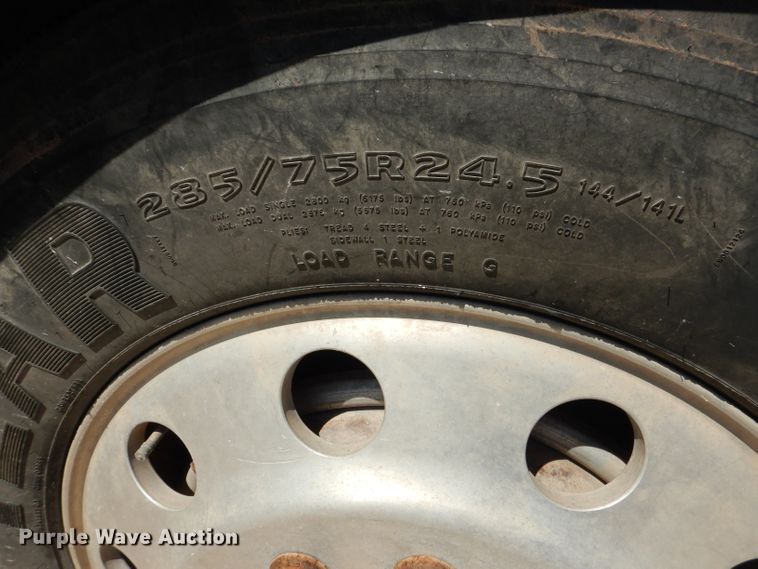 285/75R24.5 144/141L
MAX. LOAD SINGLE 2800 kg (6175 lbs) AT 760 kPa (110 psi) COLD
MAX. LOAD DUAL 2575 kg (5675 lbs) AT 760 kPa (110 psi) COLD
PLIES: TREAD 4 STEEL + 1 POLYAMIDE
SIDEWALL 1 STEEL
LOAD RANGE G
EAR
Purple Wave Auction®